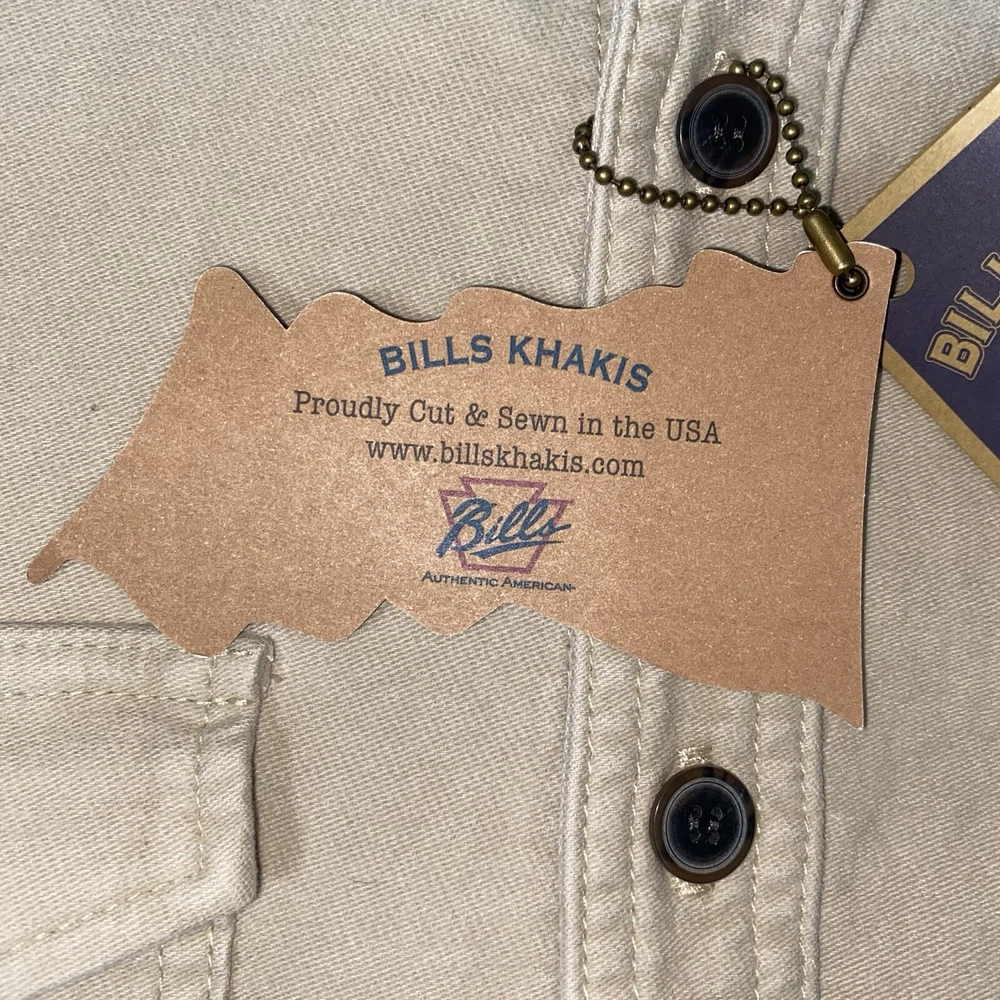 BILLS KHAKIS
Proudly Cut & Sewn in the USA
www.billskhakis.com
Bills
AUTHENTIC AMERICAN
BILL